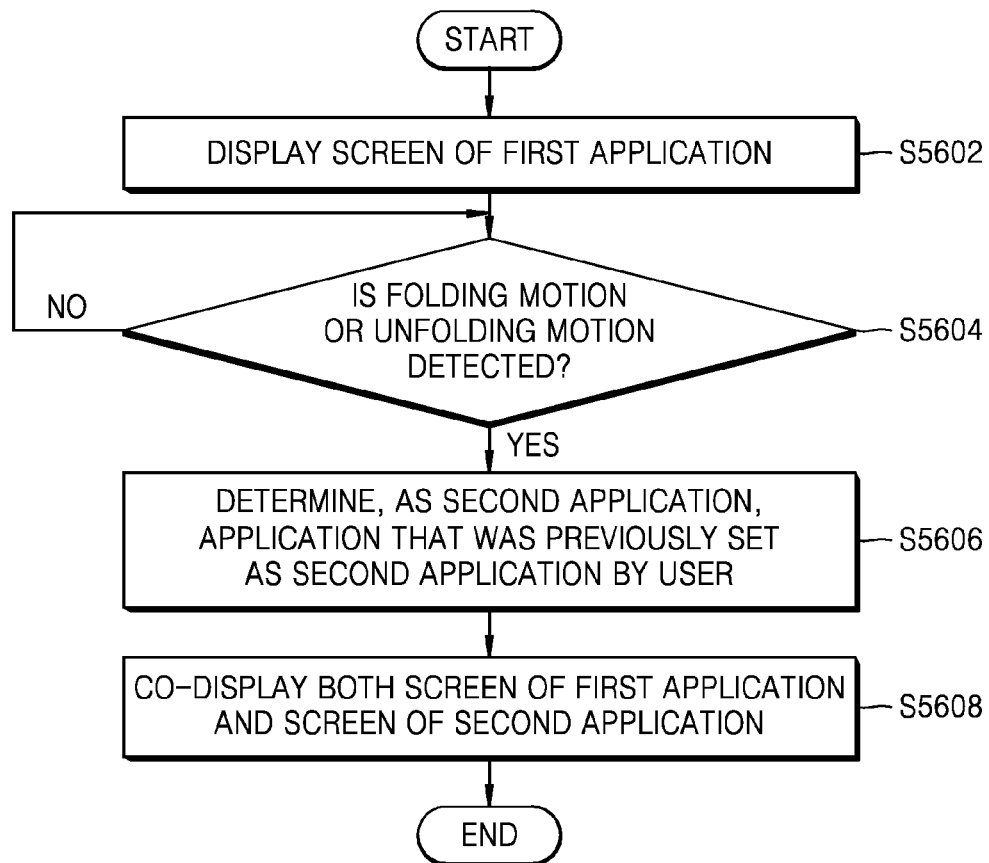 START
DISPLAY SCREEN OF FIRST APPLICATION
S5602
IS FOLDING MOTION
OR UNFOLDING MOTION
DETECTED?
S5604
NO
YES
DETERMINE, AS SECOND APPLICATION,
APPLICATION THAT WAS PREVIOUSLY SET
AS SECOND APPLICATION BY USER
S5606
CO-DISPLAY BOTH SCREEN OF FIRST APPLICATION
AND SCREEN OF SECOND APPLICATION
S5608
END